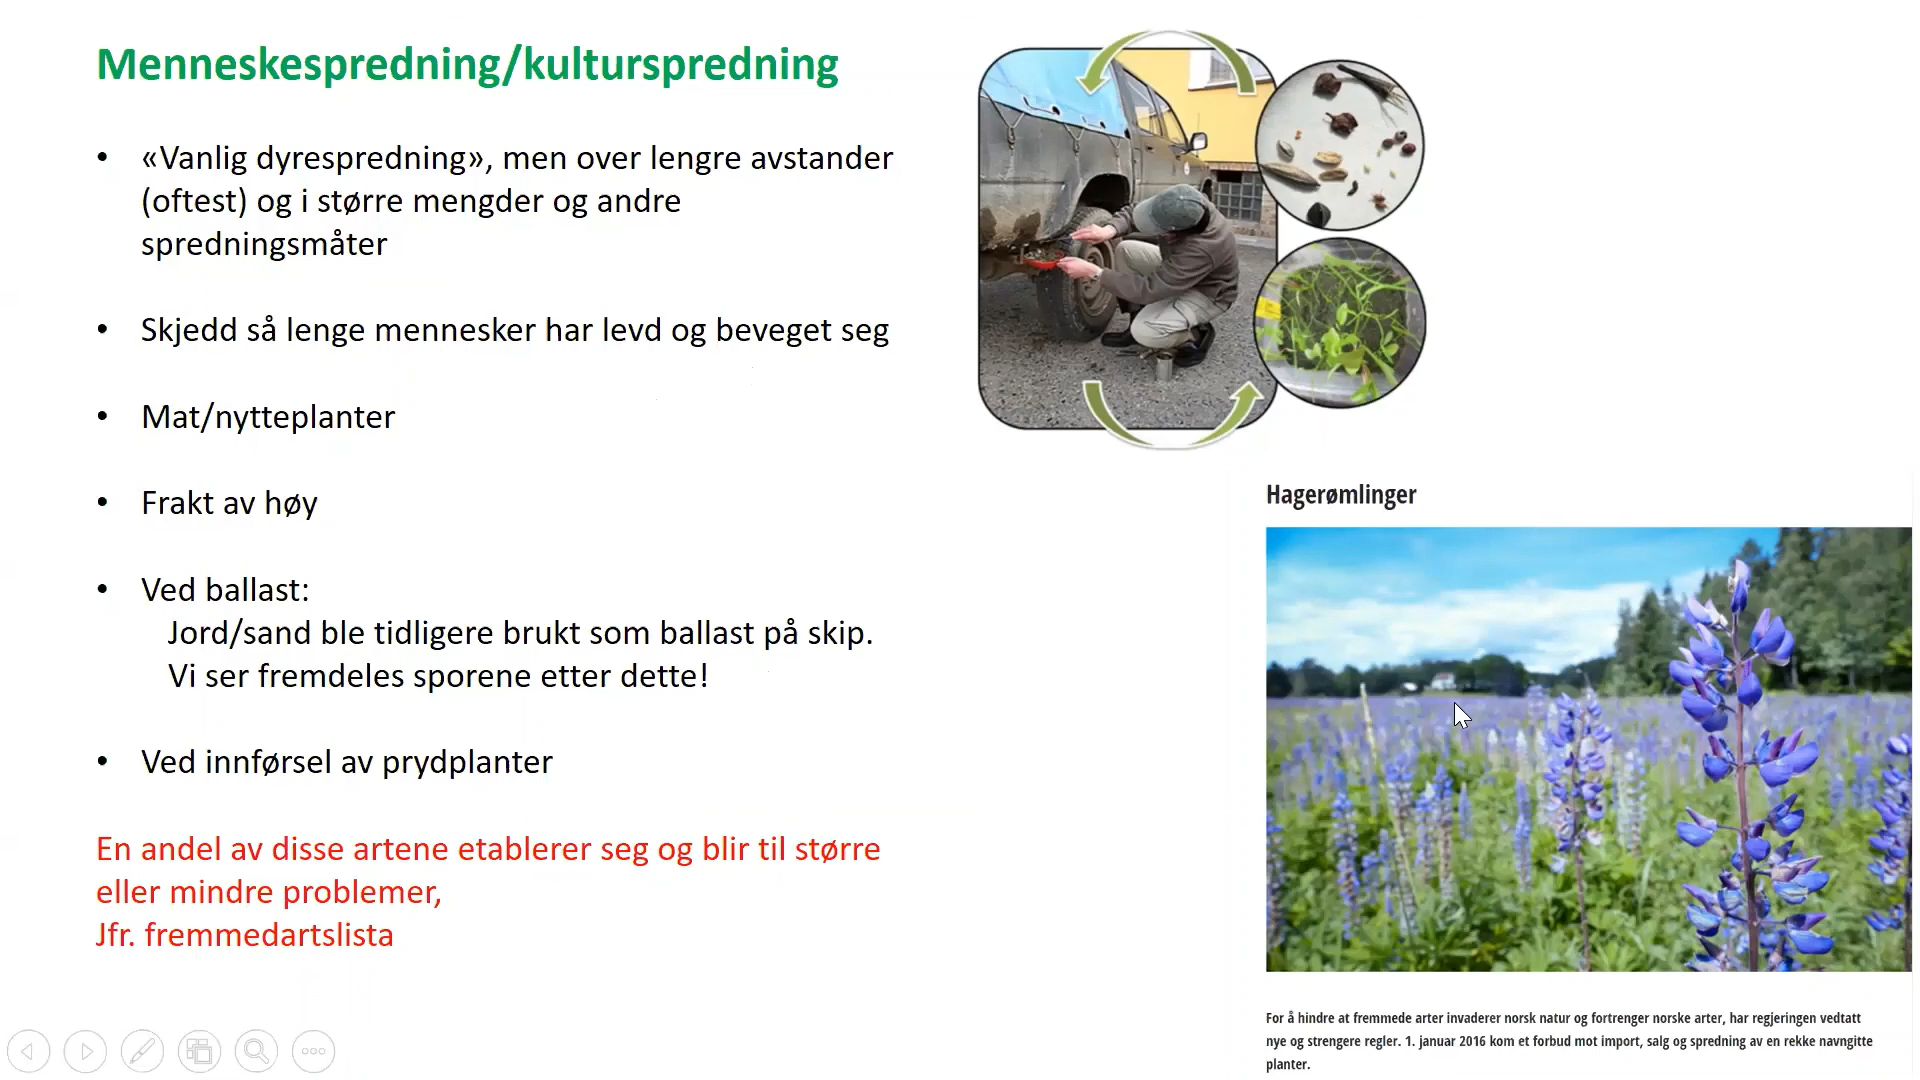 Menneskespredning/kulturspredning
• «Vanlig dyrespredning», men over lengre avstander
(oftest) og i større mengder og andre
spredningsmåter
• Skjedd så lenge mennesker har levd og beveget seg
• Mat/nytteplanter
• Frakt av høy
• Ved ballast:
Jord/sand ble tidligere brukt som ballast på skip.
Vi ser fremdeles sporene etter dette!
• Ved innførsel av prydplanter
En andel av disse artene etablerer seg og blir til større
eller mindre problemer,
Jfr. fremmedartslista
Hagerømlinger
For å hindre at fremmede arter invaderer norsk natur og fortrenger norske arter, har regjeringen vedtatt
nye og strengere regler. 1. januar 2016 kom et forbud mot import, salg og spredning av en rekke navngitte
planter.